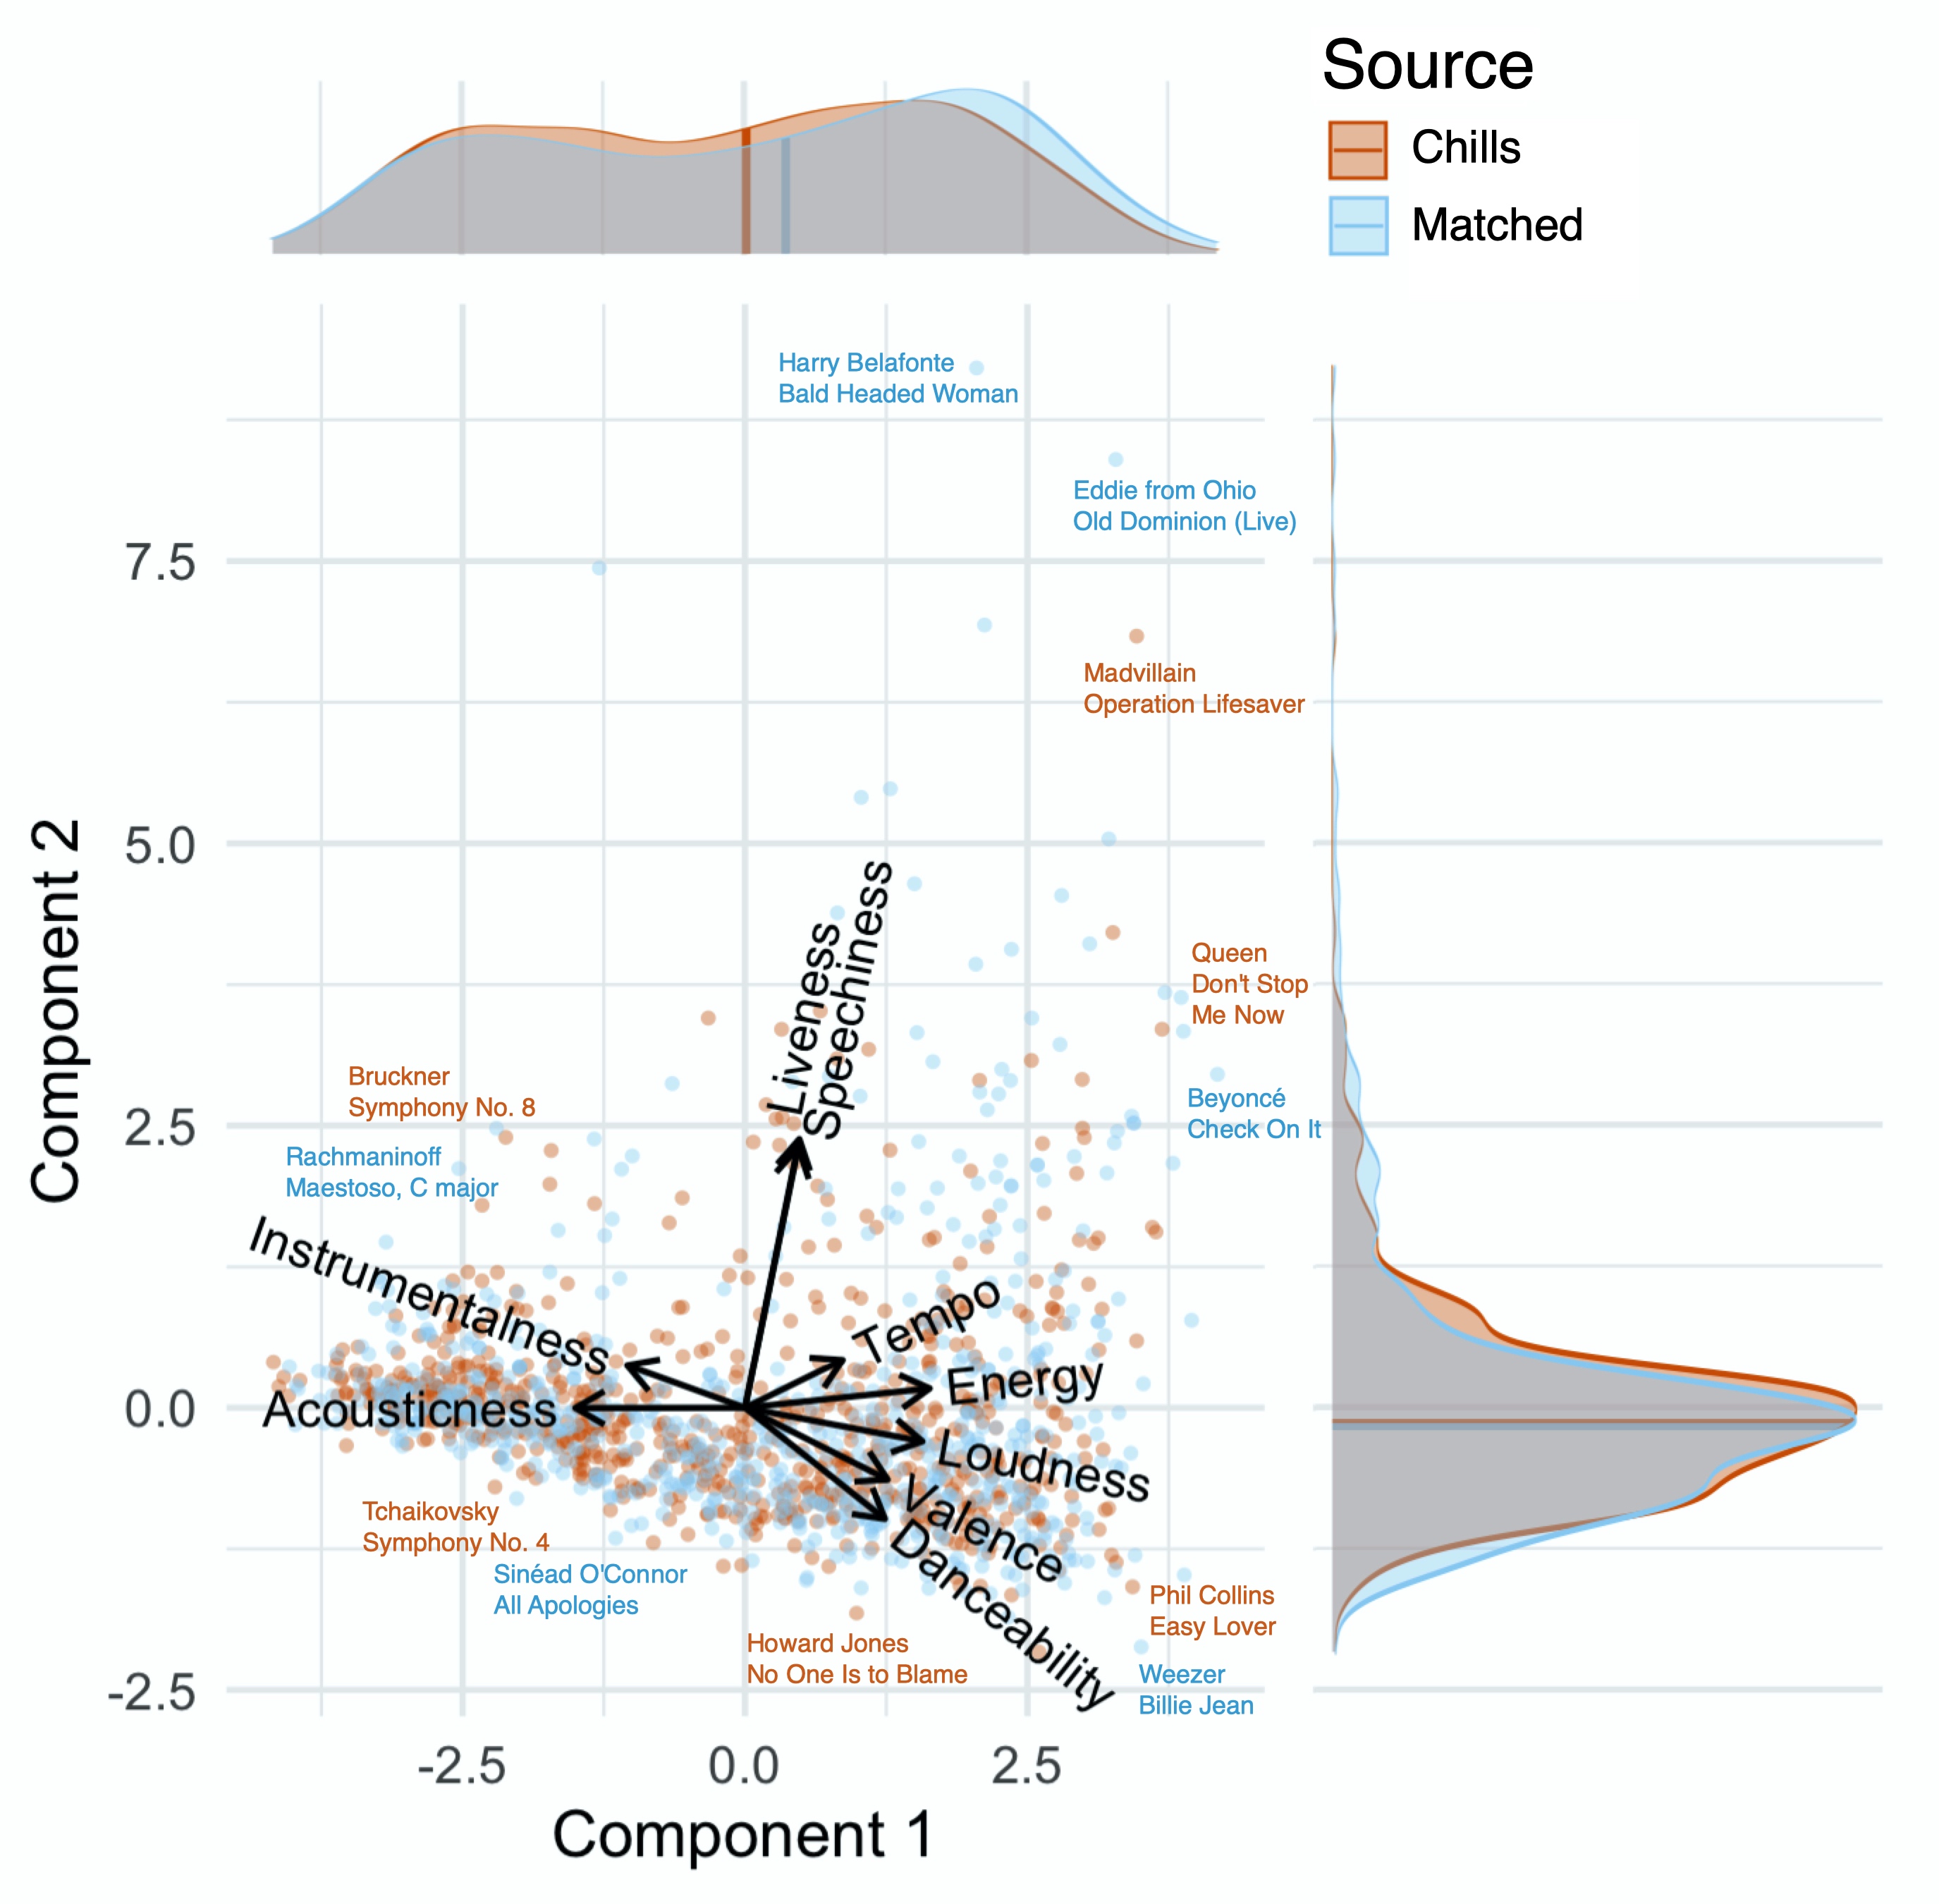 Source
Chills
Matched
Harry Belafonte
Bald Headed Woman
Eddie from Ohio
Old Dominion (Live)
7.5
Madvillain
Operation Lifesaver
5.0
Component 2
Liveness
Speechiness
Queen
Don't Stop
Me Now
Bruckner
Symphony No. 8
2.5
Beyoncé
Check On It
Rachmaninoff
Maestoso, C major
Instrumentalness
Tempo
Energy
0.0
Acousticness
Loudness
Valence
Danceability
Tchaikovsky
Symphony No. 4
Sinéad O'Connor
All Apologies
Phil Collins
Easy Lover
Howard Jones
No One Is to Blame
Weezer
Billie Jean
-2.5
-2.5
0.0
2.5
Component 1